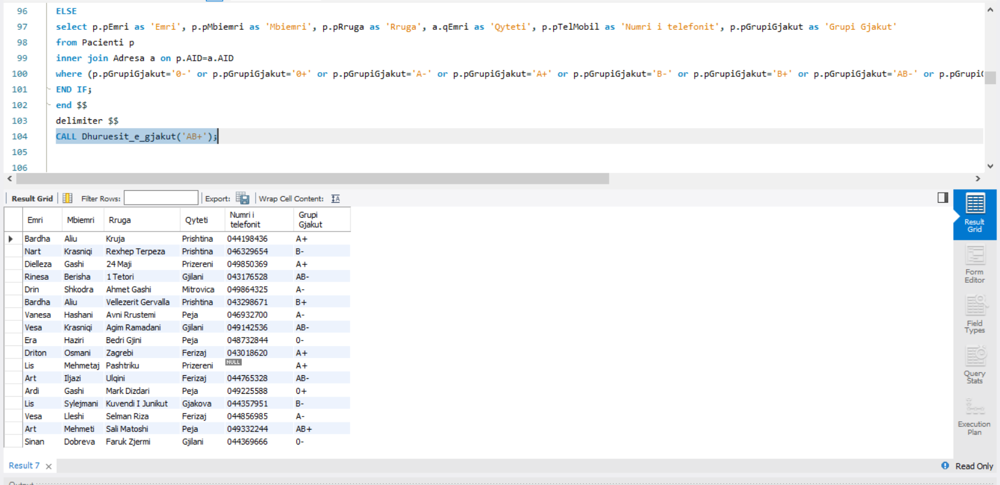 96 ELSE
97 select p.pEmri as 'Emri', p.pMbiemri as 'Mbiemri', p.pRruga as 'Rruga', a.qEmri as 'Qyteti', p.pTelMobil as 'Numri i telefonit', p.pGrupiGjakut as 'Grupi Gjakut'
98 from Pacienti p
99 inner join Adresa a on p.AID=a.AID
100 where (p.pGrupiGjakut='0-' or p.pGrupiGjakut='0+' or p.pGrupiGjakut='A-' or p.pGrupiGjakut='A+' or p.pGrupiGjakut='B-' or p.pGrupiGjakut='B+' or p.pGrupiGjakut='AB-' or p.pGrupi
101 END IF;
102 end $$
103 delimiter $$
104 CALL Dhuruesit_e_gjakut('AB+');
105
106
Result Grid Filter Rows: Export: Wrap Cell Content:
Emri Mbiemri Rruga Qyteti Numri i telefonit Grupi Gjakut
Bardha Aliu Kruja Prishtina 044198436 A+
Nart Krasniqi Rexhep Terpeza Prishtina 046329654 B-
Dielleza Gashi 24 Maji Prizereni 049850369 A+
Rinesa Berisha 1 Tetori Gjilani 043176528 AB-
Drin Shkodra Ahmet Gashi Mitrovica 049864325 A-
Bardha Aliu Vellezerit Gervalla Prishtina 043298671 B+
Vanesa Hashani Avni Rrustemi Peja 046932700 A-
Vesa Krasniqi Agim Ramadani Gjilani 049142536 AB-
Era Haziri Bedri Gjini Peja 048732844 0-
Driton Osmani Zagrebi Ferizaj 043018620 A+
Lis Mehmetaj Pashtriku Prizereni NULL A+
Art Iljazi Ulqini Ferizaj 044765328 AB-
Ardi Gashi Mark Dizdari Peja 049225588 0+
Lis Sylejmani Kuvendi I Junikut Gjakova 044357951 B-
Vesa Lleshi Selman Riza Ferizaj 044856985 A-
Art Mehmeti Sali Matoshi Peja 049332244 AB+
Sinan Dobreva Faruk Zjermi Gjilani 044369666 0-
Result
Grid
Form
Editor
Field
Types
Query
Stats
Execution
Plan
Result 7
Read Only